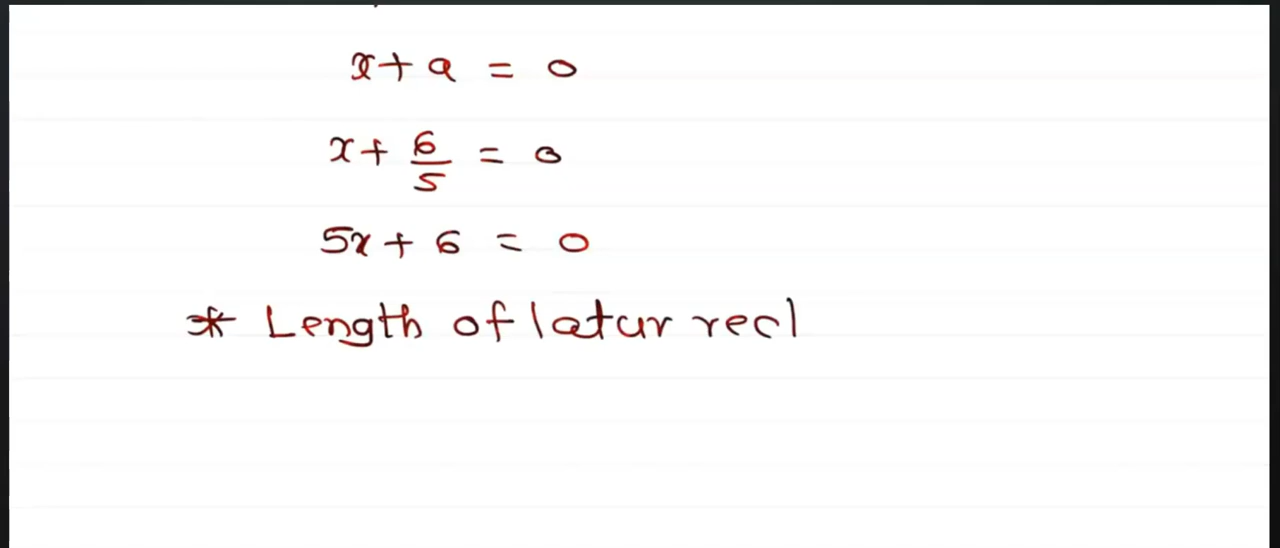 x + a = 0
x + 6/5 = 0
5x + 6 = 0
* Length of latur recl